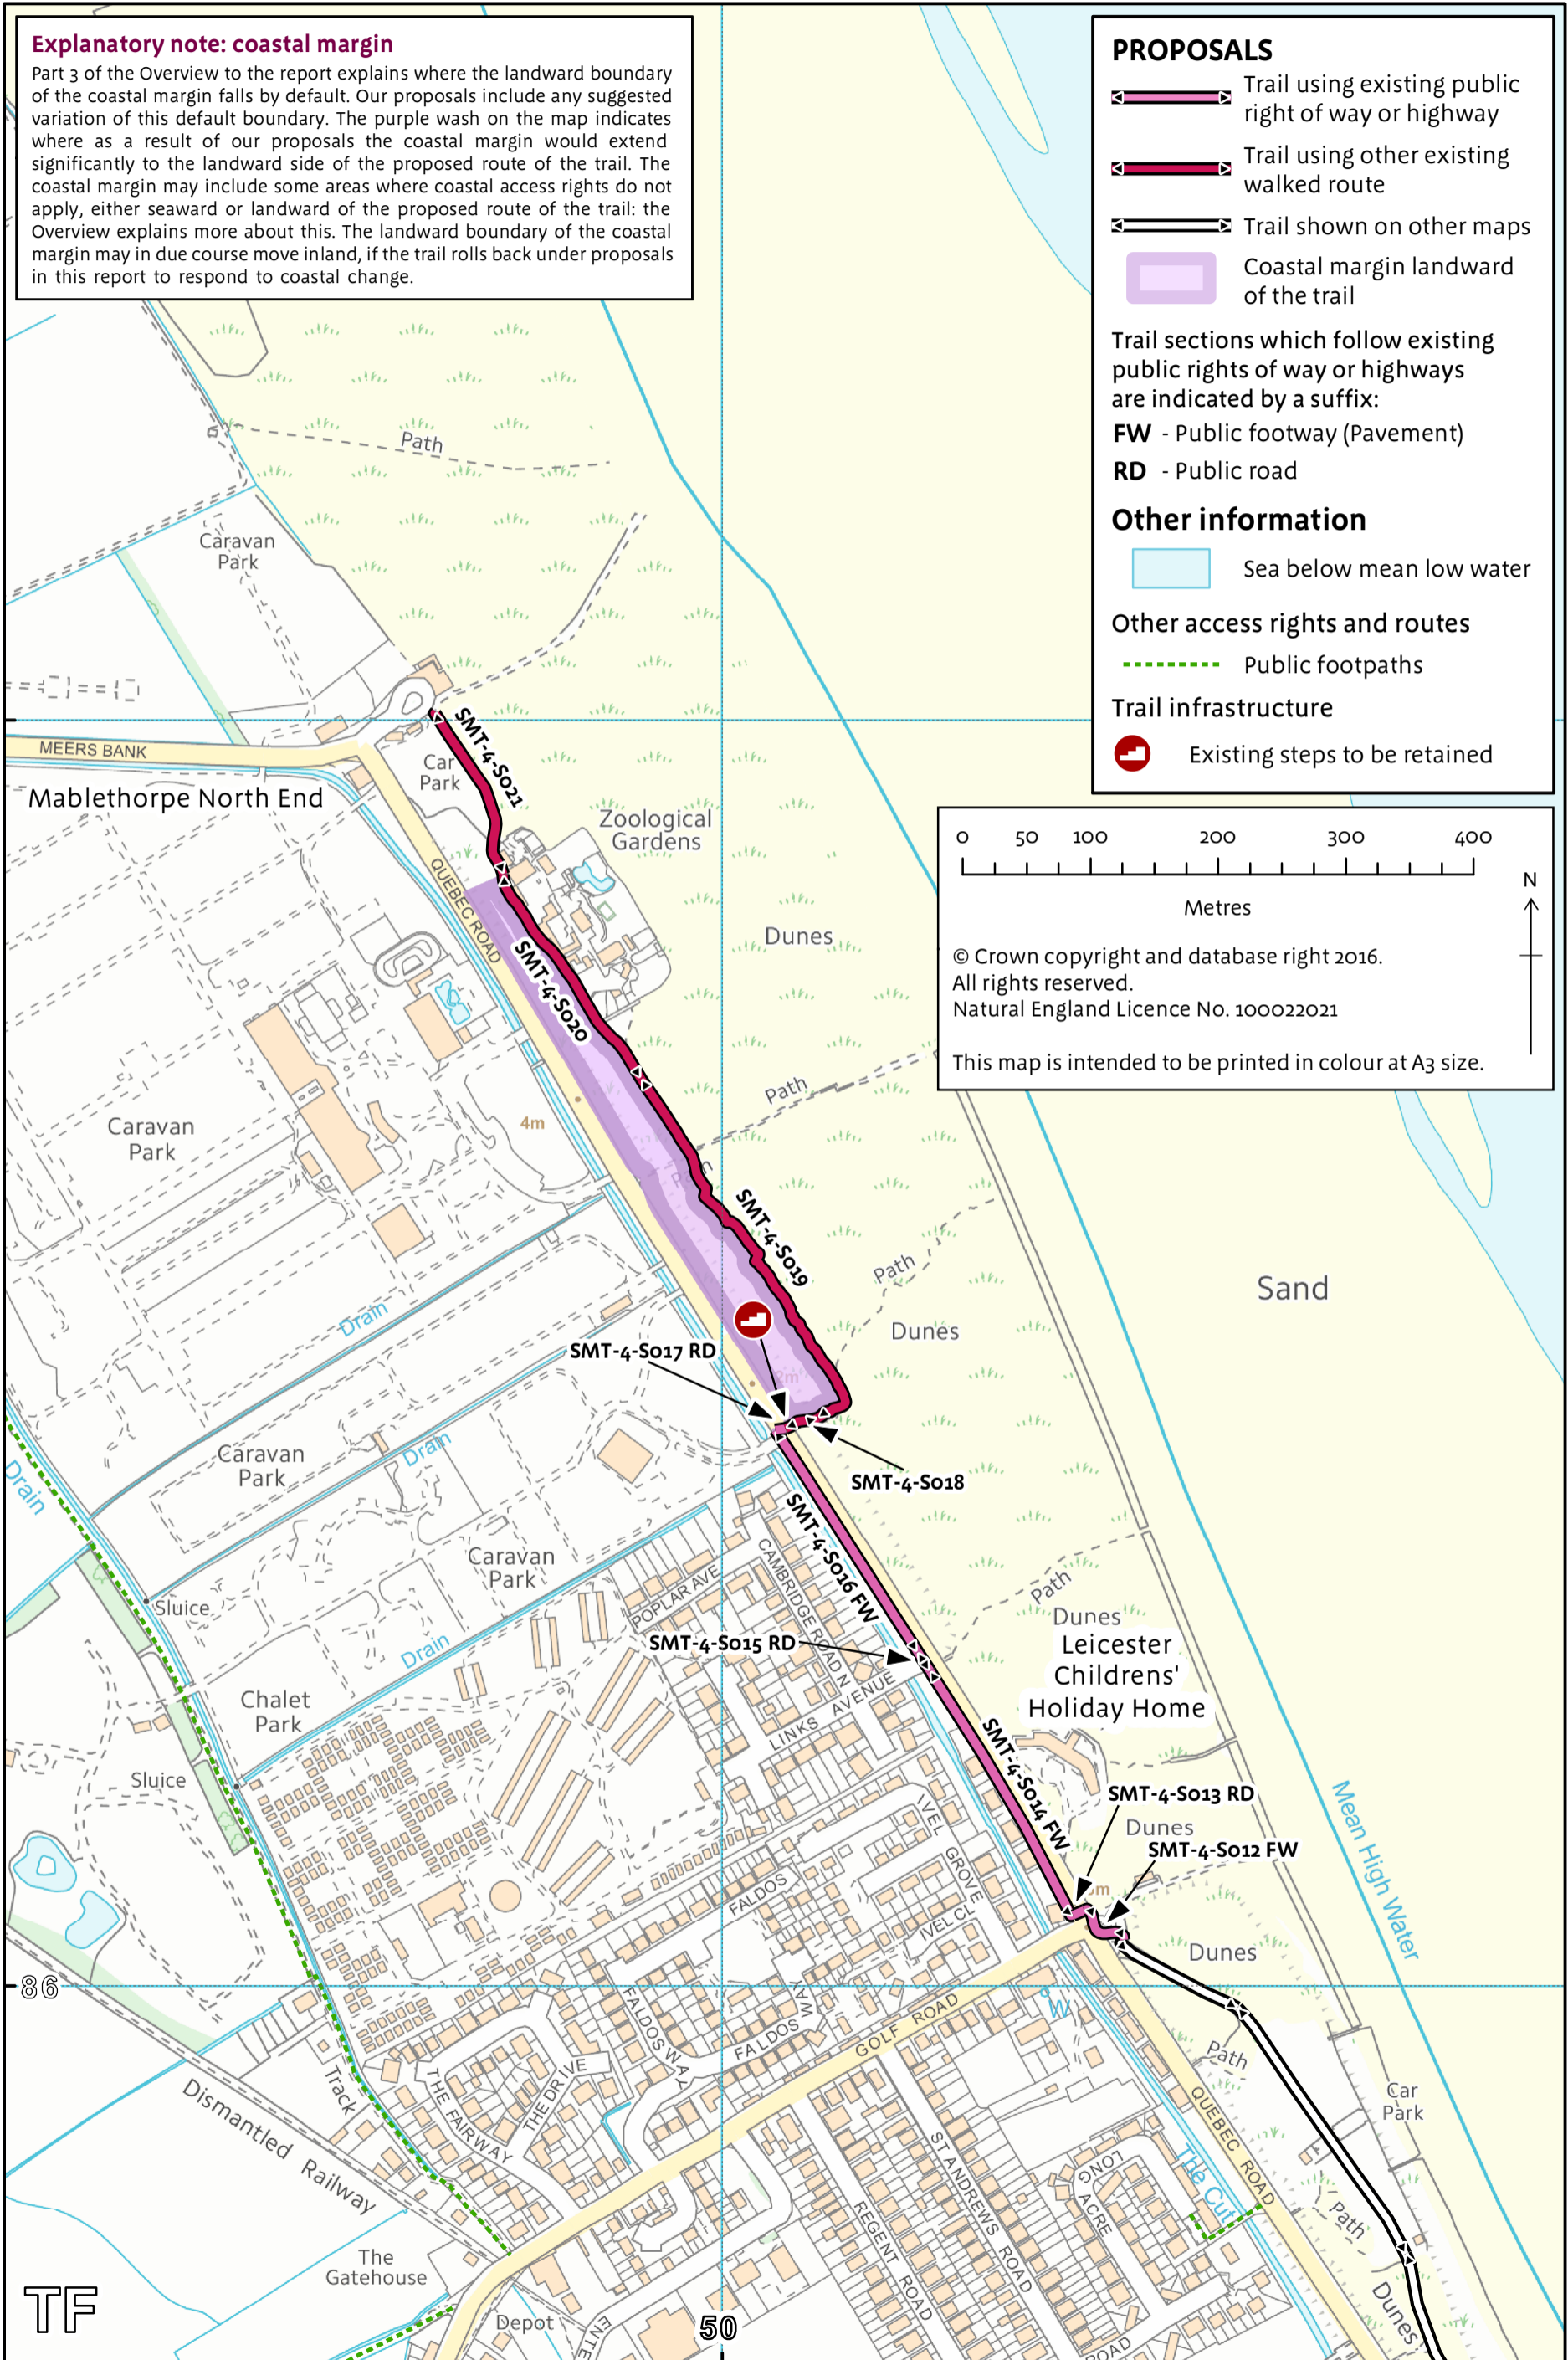 Explanatory note: coastal margin
Part 3 of the Overview to the report explains where the landward boundary
of the coastal margin falls by default. Our proposals include any suggested
variation of this default boundary. The purple wash on the map indicates
where as a result of our proposals the coastal margin would extend
significantly to the landward side of the proposed route of the trail. The
coastal margin may include some areas where coastal access rights do not
apply, either seaward or landward of the proposed route of the trail: the
Overview explains more about this. The landward boundary of the coastal
margin may in due course move inland, if the trail rolls back under proposals
in this report to respond to coastal change.
PROPOSALS
Trail using existing public
right of way or highway
Trail using other existing
walked route
Trail shown on other maps
Coastal margin landward
of the trail
Trail sections which follow existing
public rights of way or highways
are indicated by a suffix:
FW - Public footway (Pavement)
RD - Public road
Other information
Sea below mean low water
Other access rights and routes
Public footpaths
Trail infrastructure
Existing steps to be retained
0 50 100 200 300 400
Metres
N
© Crown copyright and database right 2016.
All rights reserved.
Natural England Licence No. 100022021
This map is intended to be printed in colour at A3 size.
Path
Caravan
Park
MEERS BANK
Mablethorpe North End
Car
Park
SMT-4-S021
Zoological
Gardens
QUEBEC ROAD
SMT-4-S020
Dunes
Caravan
Park
4m
Path
SMT-4-S019
Path
Sand
Drain
Dunes
SMT-4-S017 RD
SMT-4-S018
Drain
Caravan
Park
Drain
SMT-4-S016 FW
CAMBRIDGE ROAD N
Caravan
Park
POPLAR AVE
Path
Sluice
Drain
Dunes
SMT-4-S015 RD
Leicester
Childrens'
Holiday Home
LINKS AVENUE
Chalet
Park
SMT-4-S014 FW
Sluice
SMT-4-S013 RD
Dunes
SMT-4-S012 FW
Mean High Water
IVEL GROVE
FALDOS
IVEL CL
Dunes
86
W
FALDOS WAY
FALDOS WAY
GOLF ROAD
Path
Track
THE FAIRWAY
THE DRIVE
Dismantled Railway
QUEBEC ROAD
Car
Park
ST ANDREWS ROAD
LONG
ACRE
The Cut
Path
REGENT ROAD
The
Gatehouse
Dunes
TF
Depot
50
ROAD